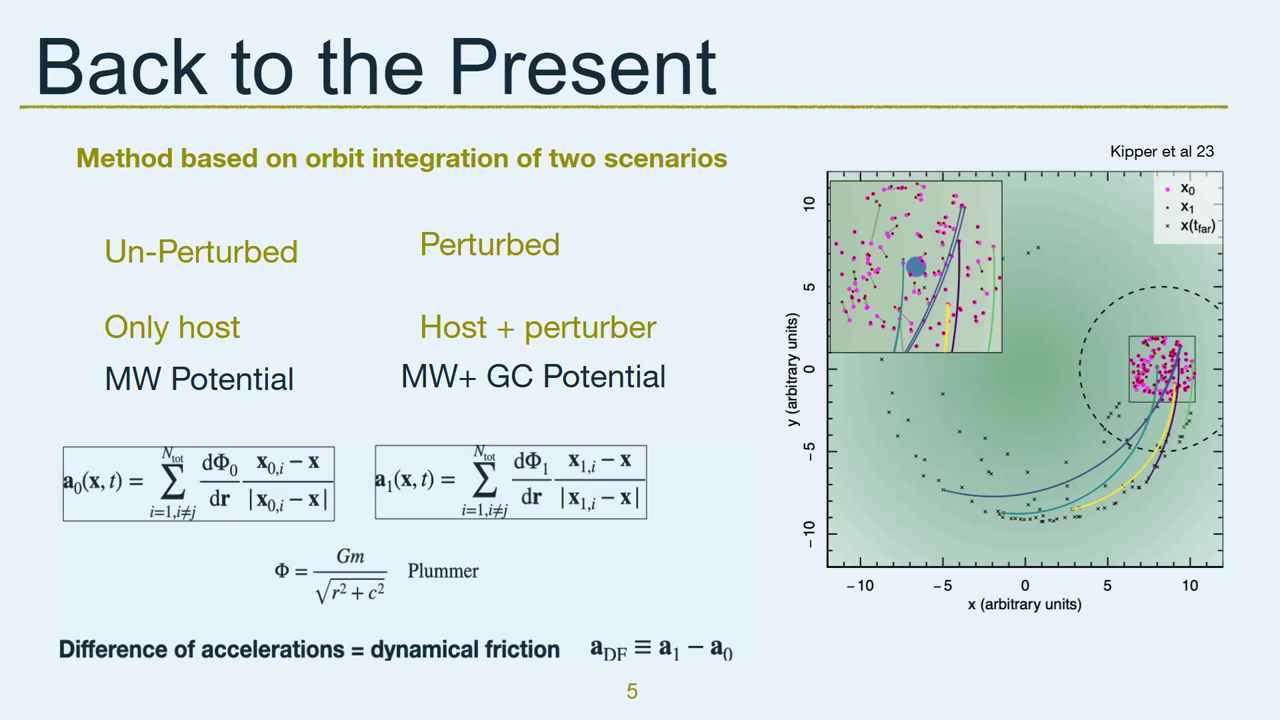 Back to the Present
Method based on orbit integration of two scenarios
Un-Perturbed
Perturbed
Only host
Host + perturber
MW Potential
MW+ GC Potential
a₀(x, t) = ∑_{i=1,i≠j}^{N_tot} dΦ₀/dr (x_{0,i} − x)/|x_{0,i} − x|
a₁(x, t) = ∑_{i=1,i≠j}^{N_tot} dΦ₁/dr (x_{1,i} − x)/|x_{1,i} − x|
Φ = Gm/√(r² + c²) Plummer
Difference of accelerations = dynamical friction a_DF ≡ a₁ − a₀
Kipper et al 23
x₀
x₁
x(t_far)
y (arbitrary units)
10
5
0
−5
−10
−10 −5 0 5 10
x (arbitrary units)
5